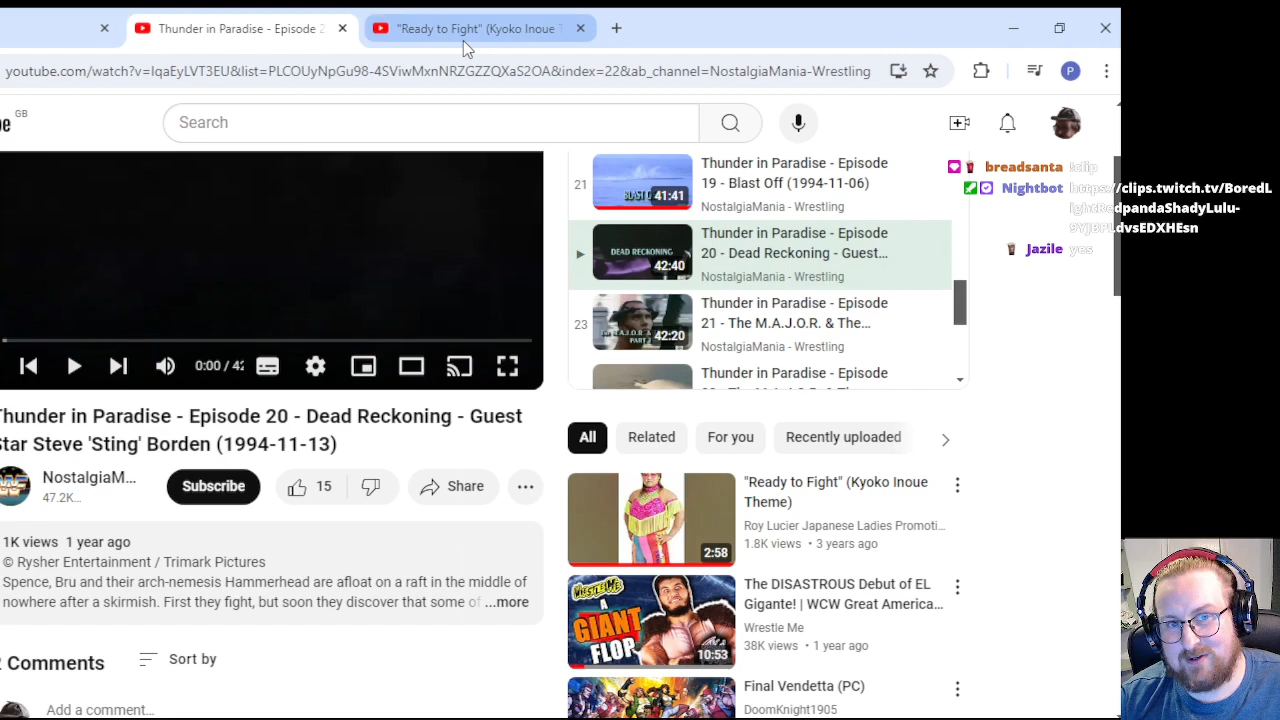 Thunder in Paradise - Episode 2
"Ready to Fight" (Kyoko Inoue T
youtube.com/watch?v=IqaEyLVT3EU&list=PLCOUyNpGu98_4SViwMxnNRZGZZQXaS2OA&index=22&ab_channel=NostalgiaMania-Wrestling
P
be GB
Search
21
41:41
Thunder in Paradise - Episode
19 - Blast Off (1994-11-06)
NostalgiaMania - Wrestling
DEAD RECKONING
42:40
Thunder in Paradise - Episode
20 - Dead Reckoning - Guest...
NostalgiaMania - Wrestling
23
42:20
Thunder in Paradise - Episode
21 - The M.A.J.O.R. & The...
NostalgiaMania - Wrestling
Thunder in Paradise - Episode
breadsanta !clip
Nightbot https://clips.twitch.tv/BoredL
Jazile yes
0:00 / 42
Thunder in Paradise - Episode 20 - Dead Reckoning - Guest
Star Steve 'Sting' Borden (1994-11-13)
NostalgiaM...
47.2K...
Subscribe
15
Share
1K views 1 year ago
© Rysher Entertainment / Trimark Pictures
Spence, Bru and their arch-nemesis Hammerhead are afloat on a raft in the middle of
nowhere after a skirmish. First they fight, but soon they discover that some of ...more
2 Comments
Sort by
Add a comment...
All
Related
For you
Recently uploaded
2:58
"Ready to Fight" (Kyoko Inoue
Theme)
Roy Lucier Japanese Ladies Promoti...
1.8K views • 3 years ago
WRESTLE ME
A
GIANT
FLOP
10:53
The DISASTROUS Debut of EL
Gigante! | WCW Great America...
Wrestle Me
38K views • 1 year ago
Final Vendetta (PC)
DoomKnight1905